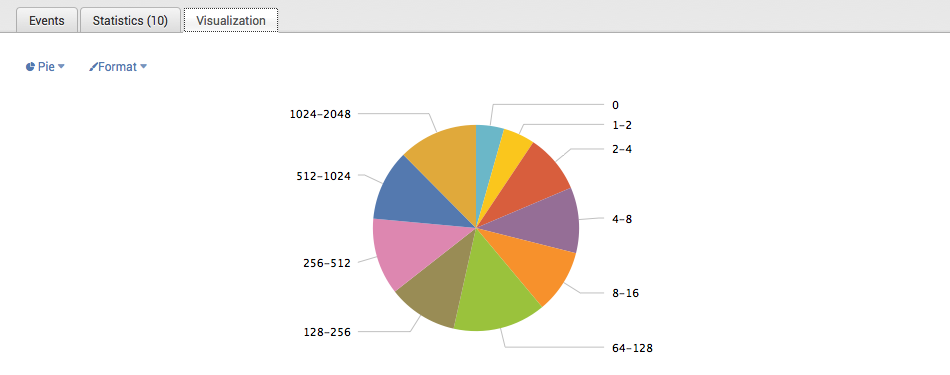 Events
Statistics (10)
Visualization
Pie
Format
0
1-2
2-4
4-8
8-16
64-128
128-256
256-512
512-1024
1024-2048